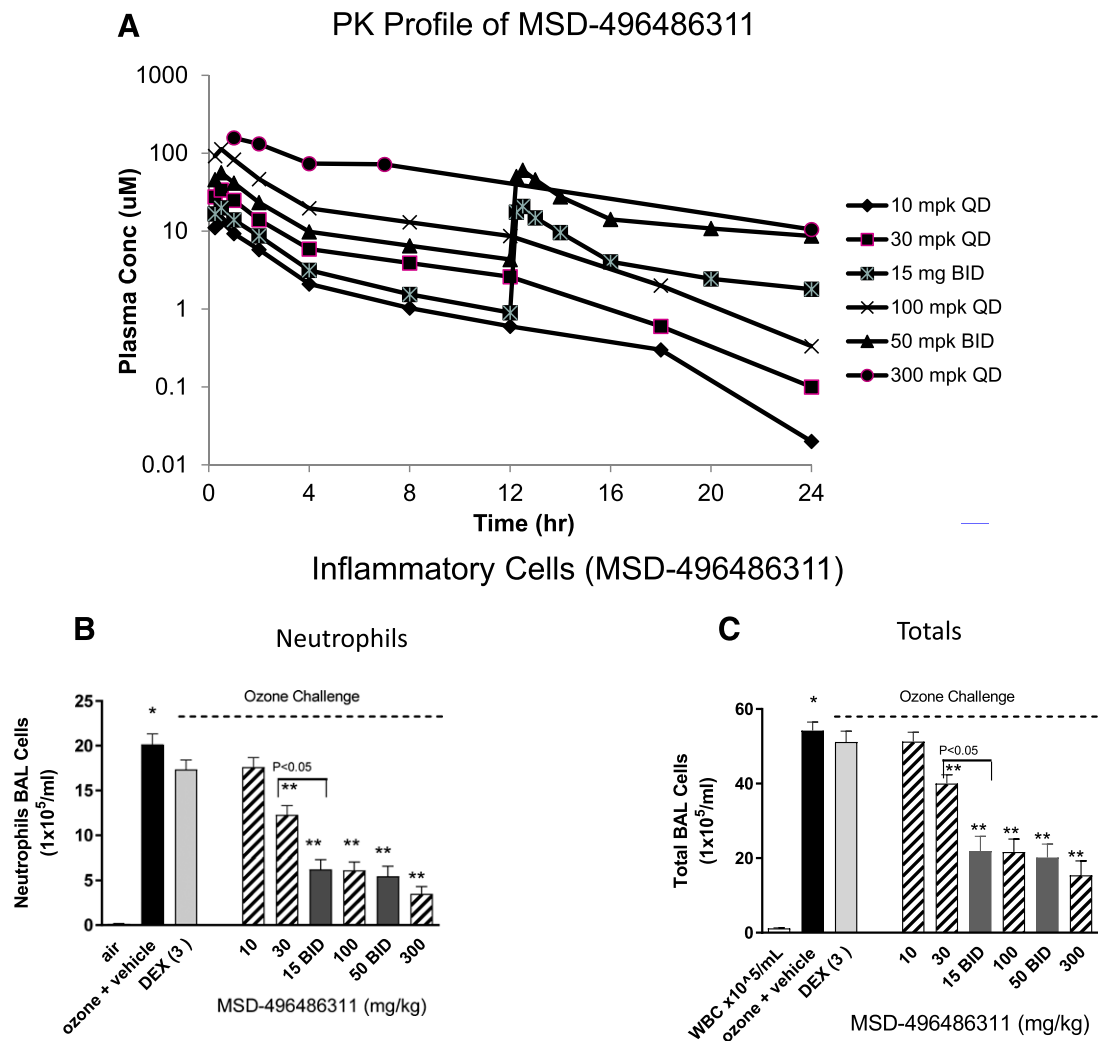 A
PK Profile of MSD-496486311
Plasma Conc (uM)
1000
100
10
1
0.1
0.01
0 4 8 12 16 20 24
Time (hr)
10 mpk QD
30 mpk QD
15 mg BID
100 mpk QD
50 mpk BID
300 mpk QD
Inflammatory Cells (MSD-496486311)
B
Neutrophils
Ozone Challenge
Neutrophils BAL Cells
(1x10⁵/ml)
25
20
15
10
5
0
*
P<0.05
**
**
**
**
**
air
ozone + vehicle
DEX (3 )
10
30
15 BID
100
50 BID
300
MSD-496486311 (mg/kg)
C
Totals
Ozone Challenge
Total BAL Cells
(1x10⁵/ml)
60
40
20
0
*
P<0.05
**
**
**
**
**
WBC x10^5/mL
ozone + vehicle
DEX (3 )
10
30
15 BID
100
50 BID
300
MSD-496486311 (mg/kg)